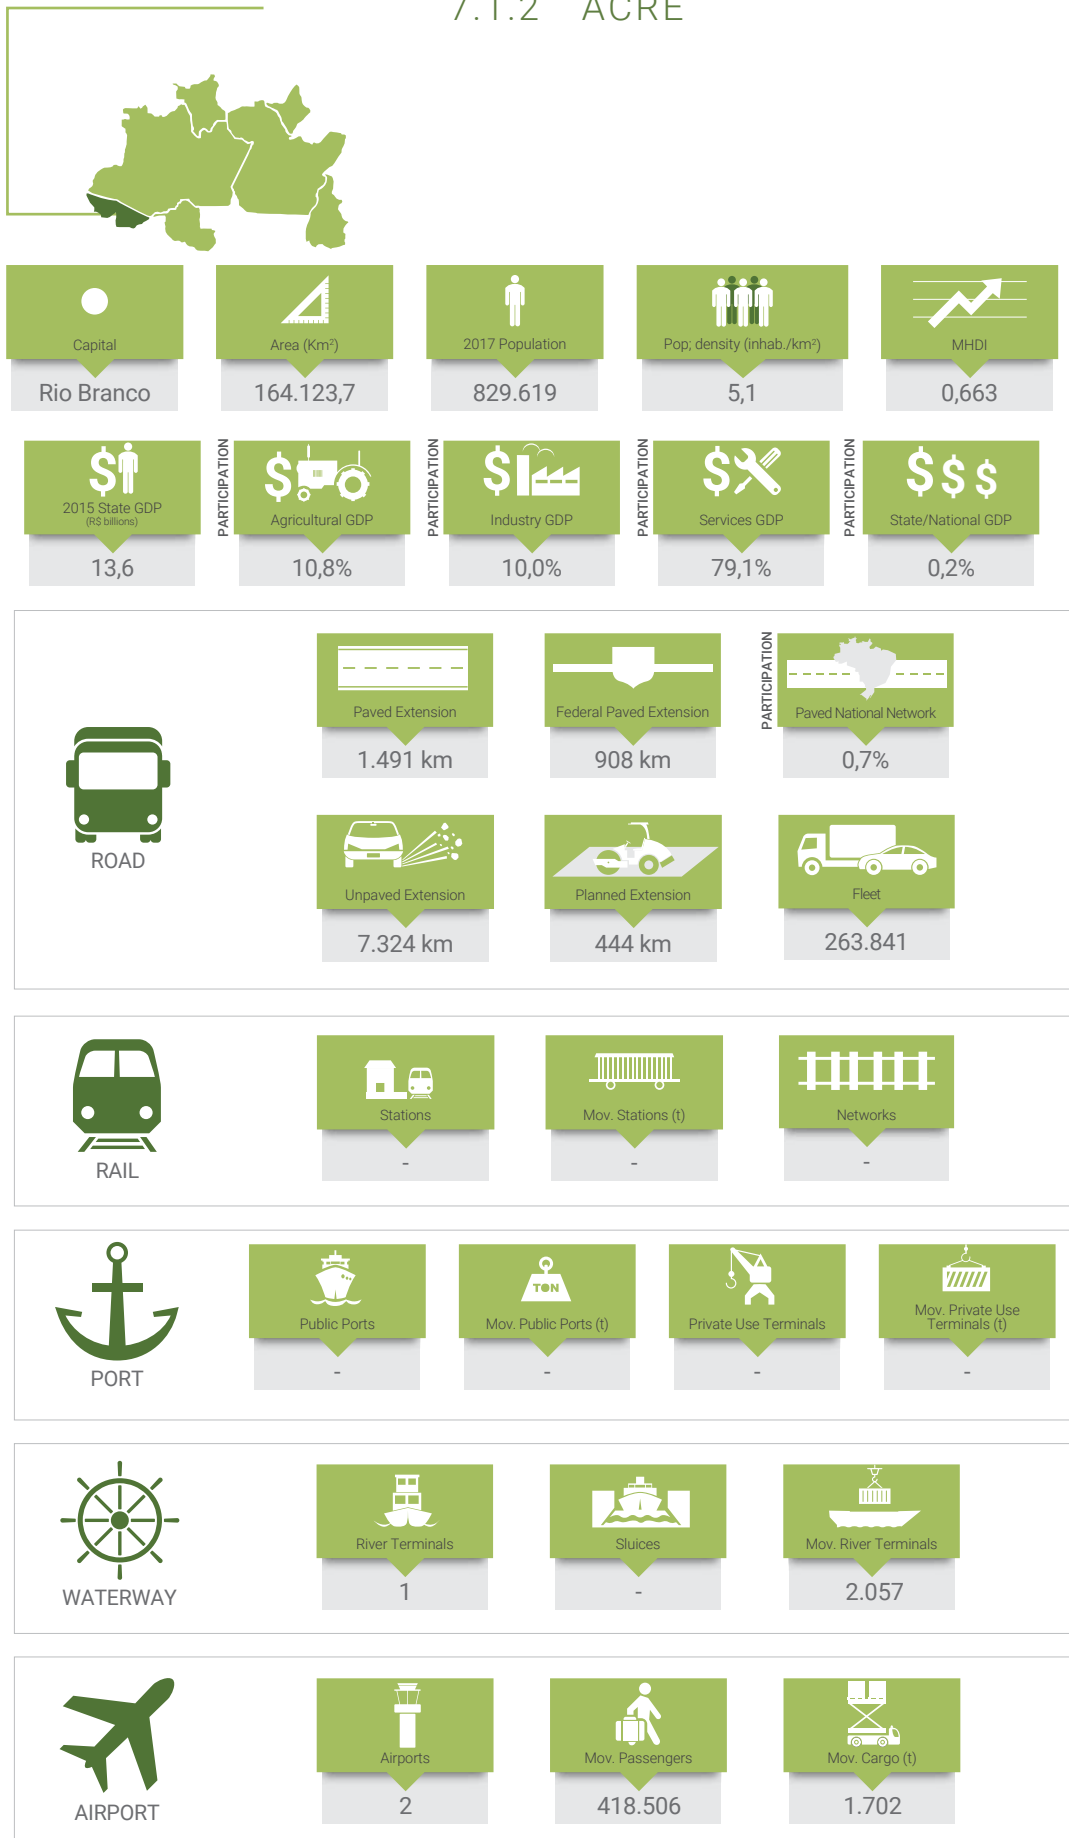 7.1.2 ACRE
Capital
Rio Branco
Area (Km²)
164.123,7
2017 Population
829.619
Pop; density (inhab./km²)
5,1
MHDI
0,663
2015 State GDP
(R$ billions)
13,6
PARTICIPATION
Agricultural GDP
10,8%
PARTICIPATION
Industry GDP
10,0%
PARTICIPATION
Services GDP
79,1%
PARTICIPATION
State/National GDP
0,2%
ROAD
Paved Extension
1.491 km
Federal Paved Extension
908 km
PARTICIPATION
Paved National Network
0,7%
Unpaved Extension
7.324 km
Planned Extension
444 km
Fleet
263.841
RAIL
Stations
-
Mov. Stations (t)
-
Networks
-
PORT
Public Ports
-
TON
Mov. Public Ports (t)
-
Private Use Terminals
-
Mov. Private Use
Terminals (t)
-
WATERWAY
River Terminals
1
Sluices
-
Mov. River Terminals
2.057
AIRPORT
Airports
2
Mov. Passengers
418.506
Mov. Cargo (t)
1.702